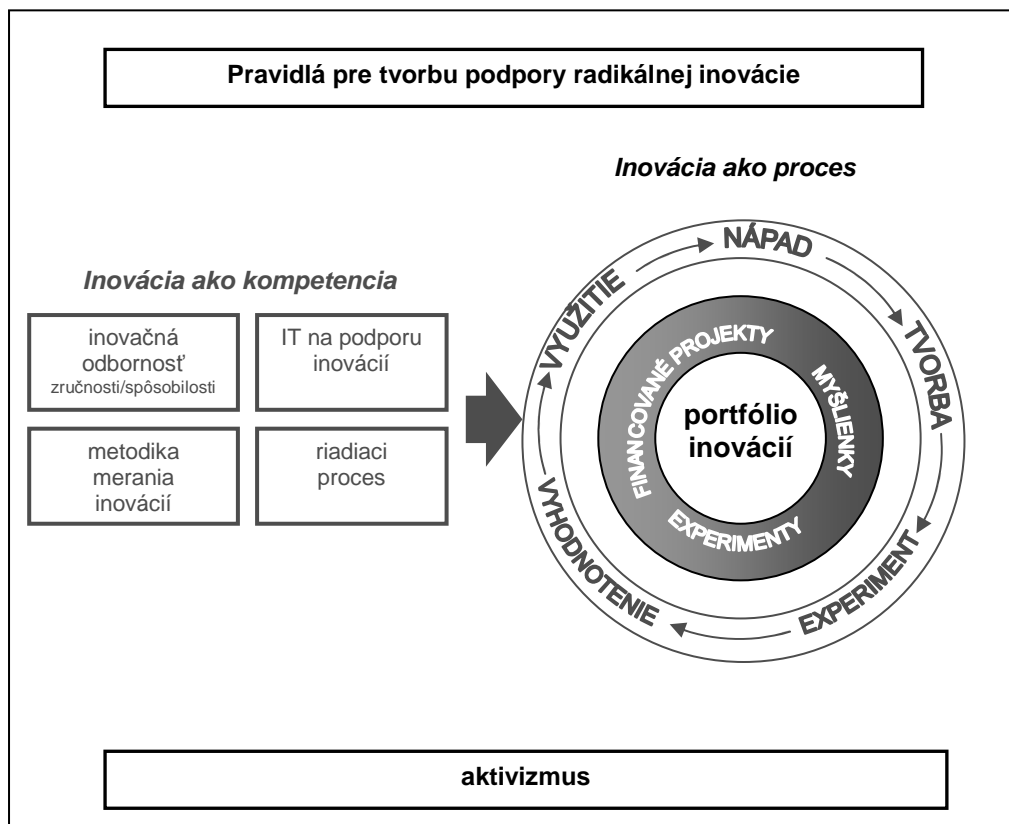 Pravidlá pre tvorbu podpory radikálnej inovácie
Inovácia ako proces
Inovácia ako kompetencia
inovačná
odbornosť
zručnosti/spôsobilosti
IT na podporu
inovácií
metodika
merania
inovácií
riadiaci
proces
NÁPAD
TVORBA
EXPERIMENT
VYHODNOTENIE
VYUŽITIE
FINANCOVANÉ PROJEKTY
MYŠLIENKY
EXPERIMENTY
portfólio
inovácií
aktivizmus